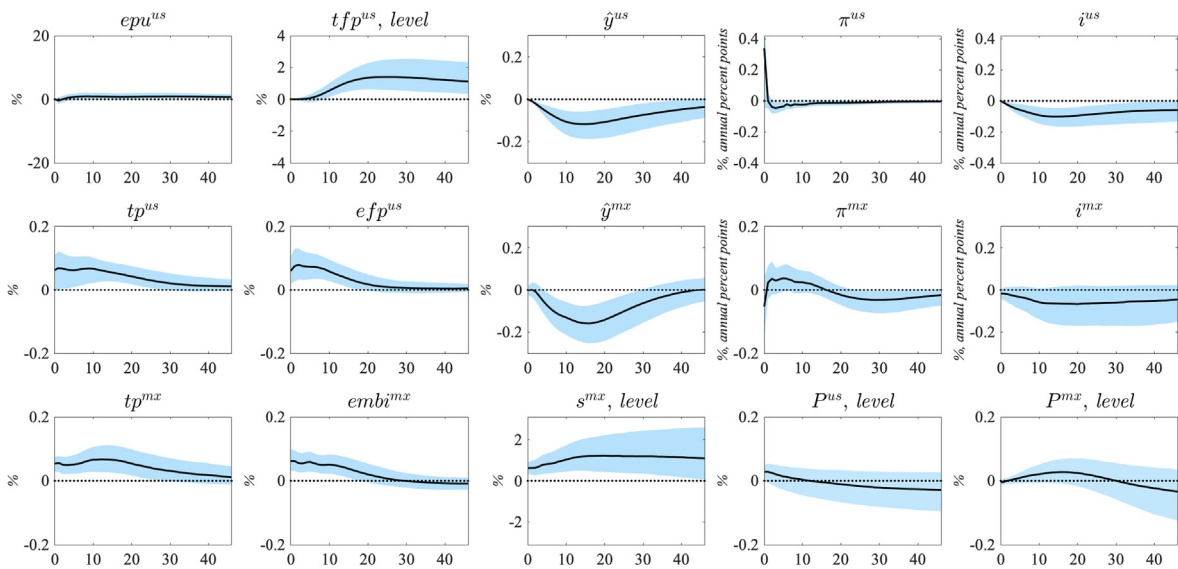 epu^us tfp^us, level ŷ^us π^us i^us
20 4 0.4 0.4
0.2 0.2
10 2 0
% 0 % 0 % %, annual percent points 0 %, annual percent points 0
-10 -2 -0.2 -0.2 -0.2
-20 -4 -0.4 -0.4
0 10 20 30 40 0 10 20 30 40 0 10 20 30 40 0 10 20 30 40 0 10 20 30 40
tp^us efp^us ŷ^mx π^mx i^mx
0.2 0.2 0.2 0.2 0.2
% 0 % 0 % 0 %, annual percent points 0 %, annual percent points 0
-0.2 -0.2 -0.2
-0.2 -0.2
0 10 20 30 40 0 10 20 30 40 0 10 20 30 40 0 10 20 30 40 0 10 20 30 40
tp^mx embi^mx s^mx, level P^us, level P^mx, level
0.2 0.2 0.2 0.2
2
% 0 % 0 % 0 % 0 % 0
-2
-0.2 -0.2 -0.2 -0.2
0 10 20 30 40 0 10 20 30 40 0 10 20 30 40 0 10 20 30 40 0 10 20 30 40